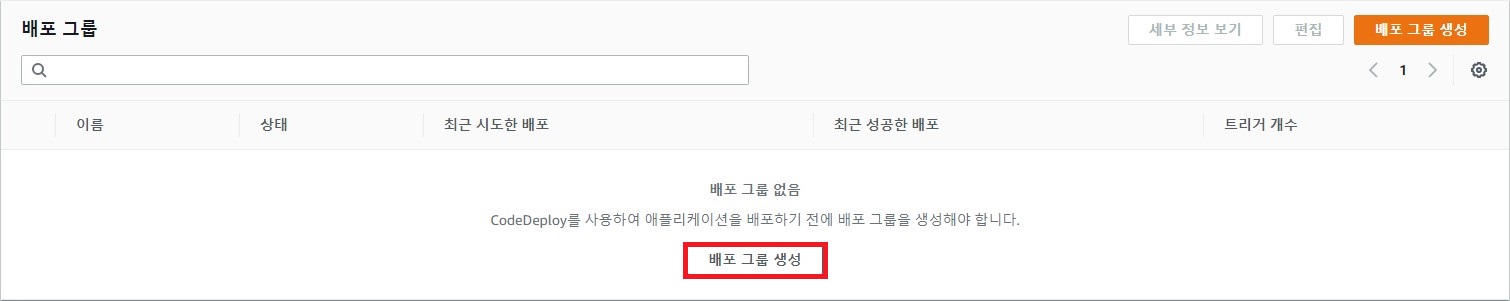 배포 그룹
세부 정보 보기 편집 배포 그룹 생성
1
이름 상태 최근 시도한 배포 최근 성공한 배포 트리거 개수
배포 그룹 없음
CodeDeploy를 사용하여 애플리케이션을 배포하기 전에 배포 그룹을 생성해야 합니다.
배포 그룹 생성